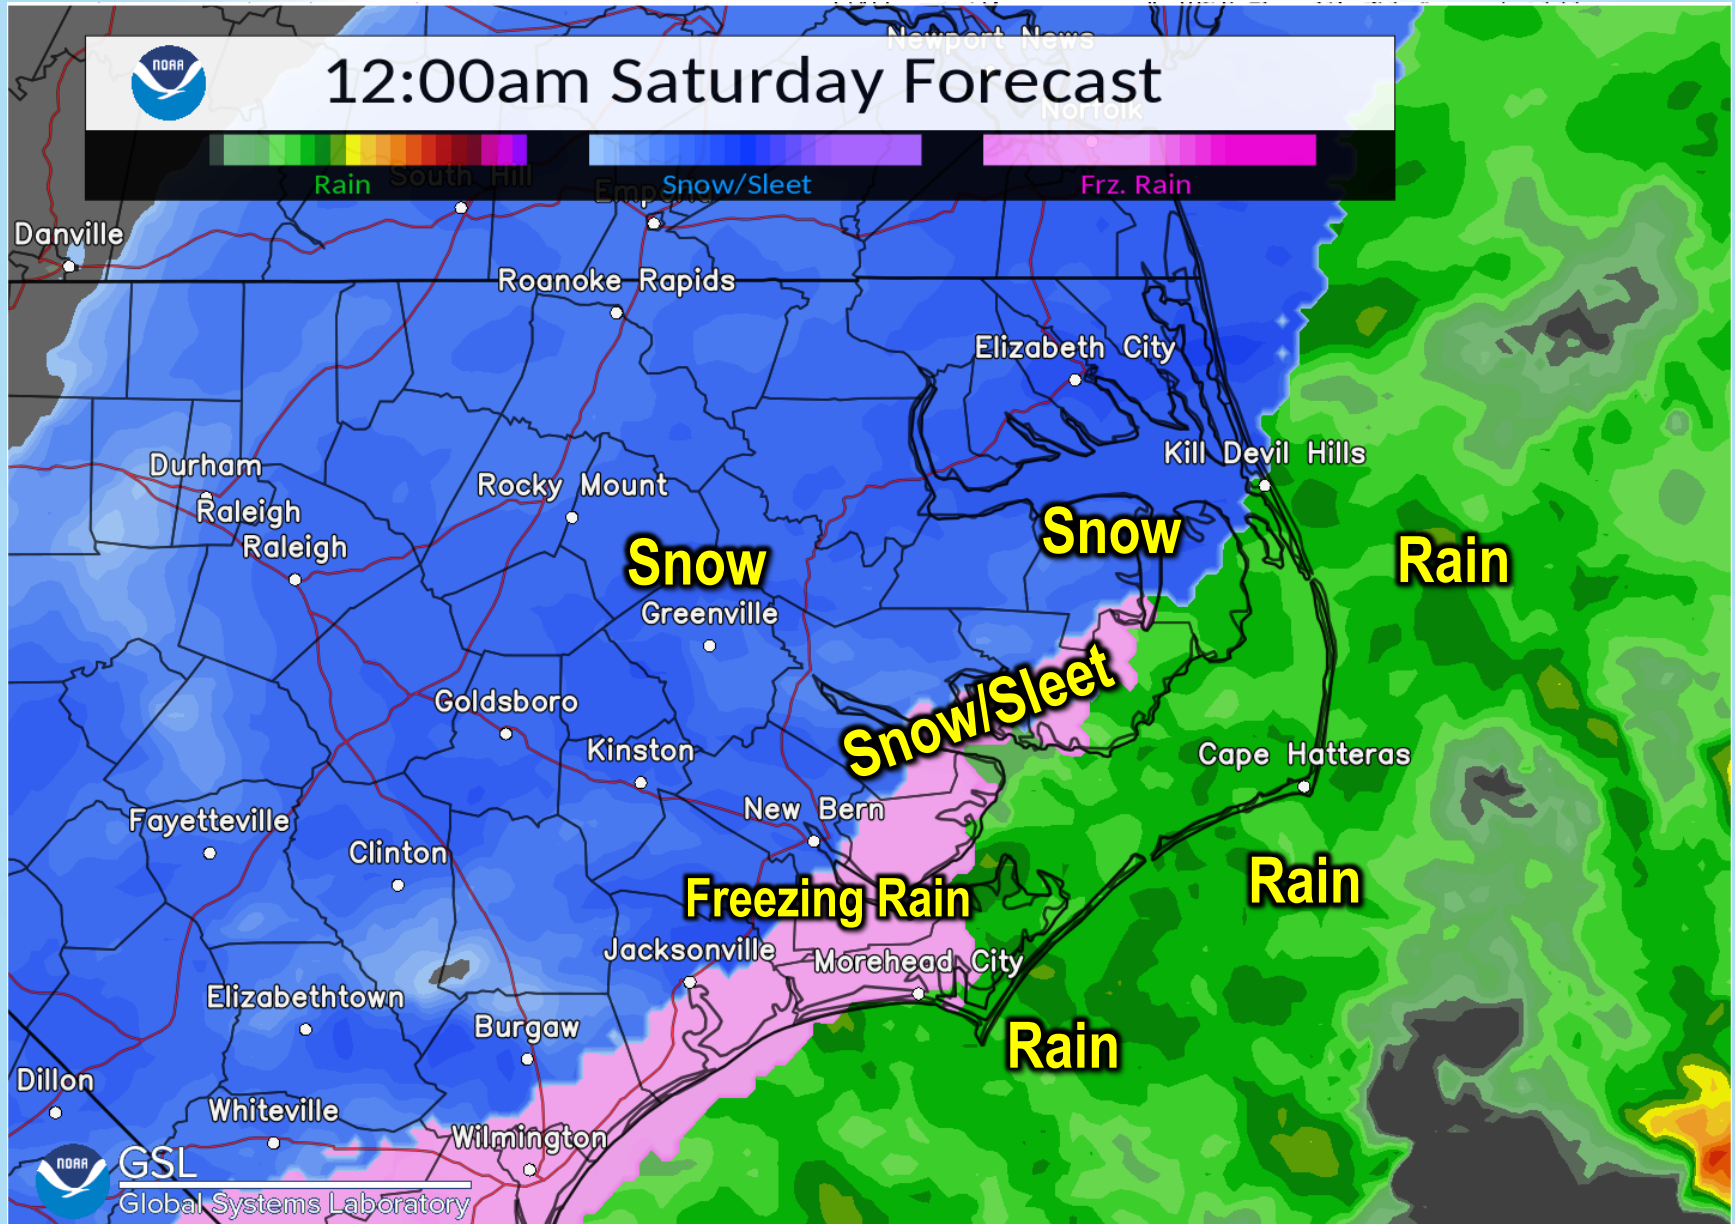 Newport News
NOAA
12:00am Saturday Forecast
Norfolk
Rain
South Hill
Emporia
Snow/Sleet
Frz. Rain
Danville
Roanoke Rapids
Elizabeth City
Kill Devil Hills
Durham
Rocky Mount
Raleigh
Snow
Rain
Raleigh
Snow
Greenville
Snow/Sleet
Goldsboro
Kinston
Cape Hatteras
New Bern
Fayetteville
Clinton
Rain
Freezing Rain
Jacksonville
Morehead City
Elizabethtown
Burgaw
Rain
Dillon
Whiteville
Wilmington
NOAA
GSL
Global Systems Laboratory